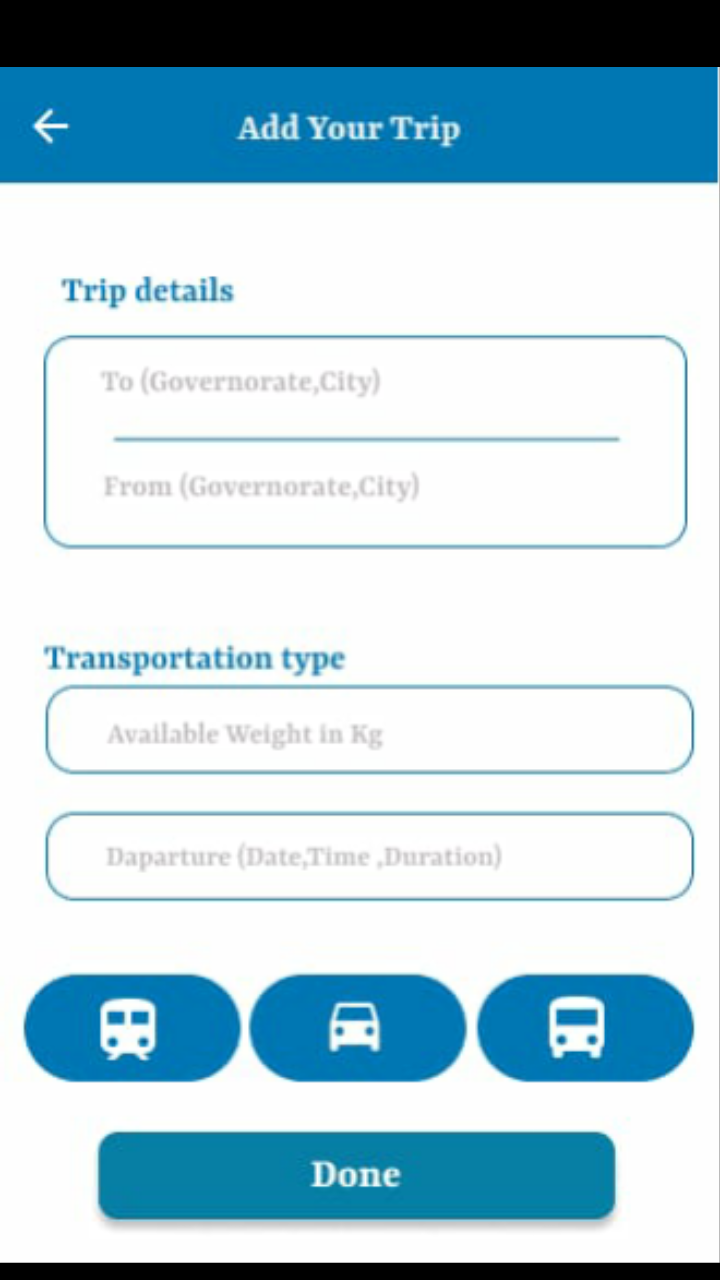 Add Your Trip
Trip details
To (Governorate,City)
From (Governorate,City)
Transportation type
Available Weight in Kg
Daparture (Date,Time ,Duration)
Done